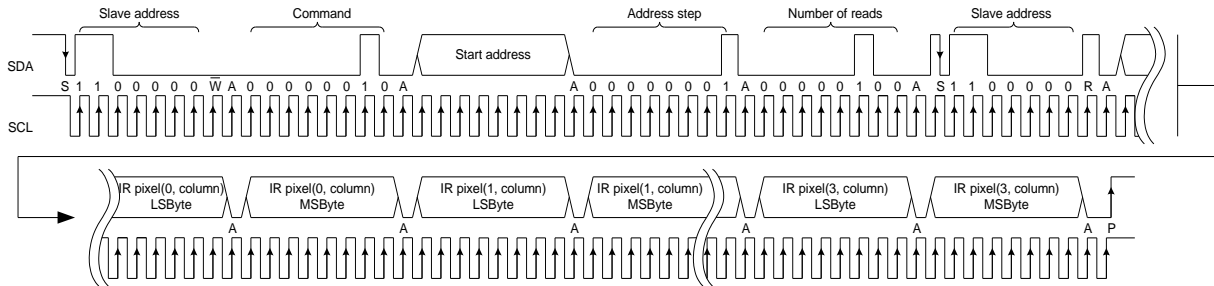 Slave address Command Address step Number of reads Slave address
Start address
SDA
S 1 1 0 0 0 0 0 W̅ A 0 0 0 0 0 0 1 0 A A 0 0 0 0 0 0 0 1 A 0 0 0 0 0 1 0 0 A S 1 1 0 0 0 0 0 R A
SCL
IR pixel(0, column) IR pixel(0, column) IR pixel(1, column) IR pixel(1, column) IR pixel(3, column) IR pixel(3, column)
LSByte MSByte LSByte MSByte LSByte MSByte
A A A A A A P